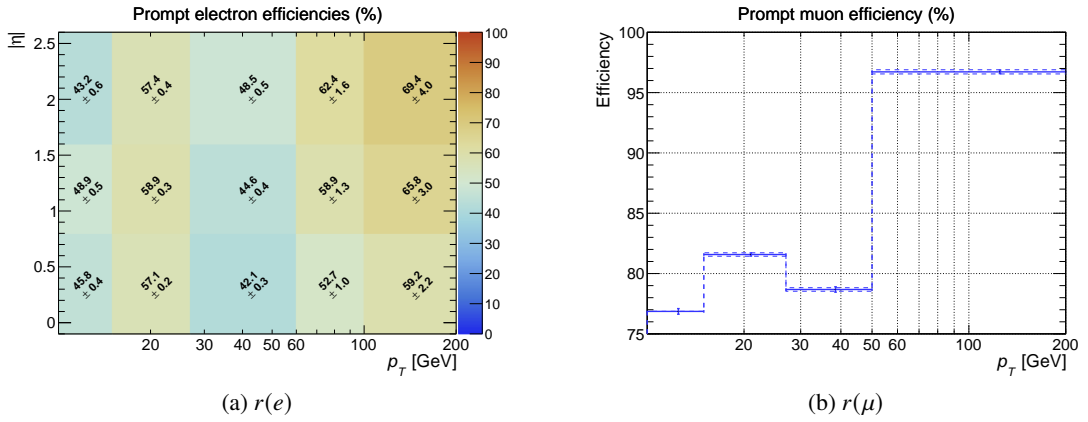 Prompt electron efficiencies (%)
|η|
2.5
2
1.5
1
0.5
0
43.2 ± 0.6
57.4 ± 0.4
48.5 ± 0.5
62.4 ± 1.6
69.4 ± 4.0
48.9 ± 0.5
58.9 ± 0.3
44.6 ± 0.4
58.9 ± 1.3
65.8 ± 3.0
45.8 ± 0.4
57.1 ± 0.2
42.1 ± 0.3
52.7 ± 1.0
59.2 ± 2.2
100
90
80
70
60
50
40
30
20
10
0
20 30 40 50 60 100 200
p_T [GeV]
(a) r(e)
Prompt muon efficiency (%)
Efficiency
100
95
90
85
80
75
20 30 40 50 60 100 200
p_T [GeV]
(b) r(μ)